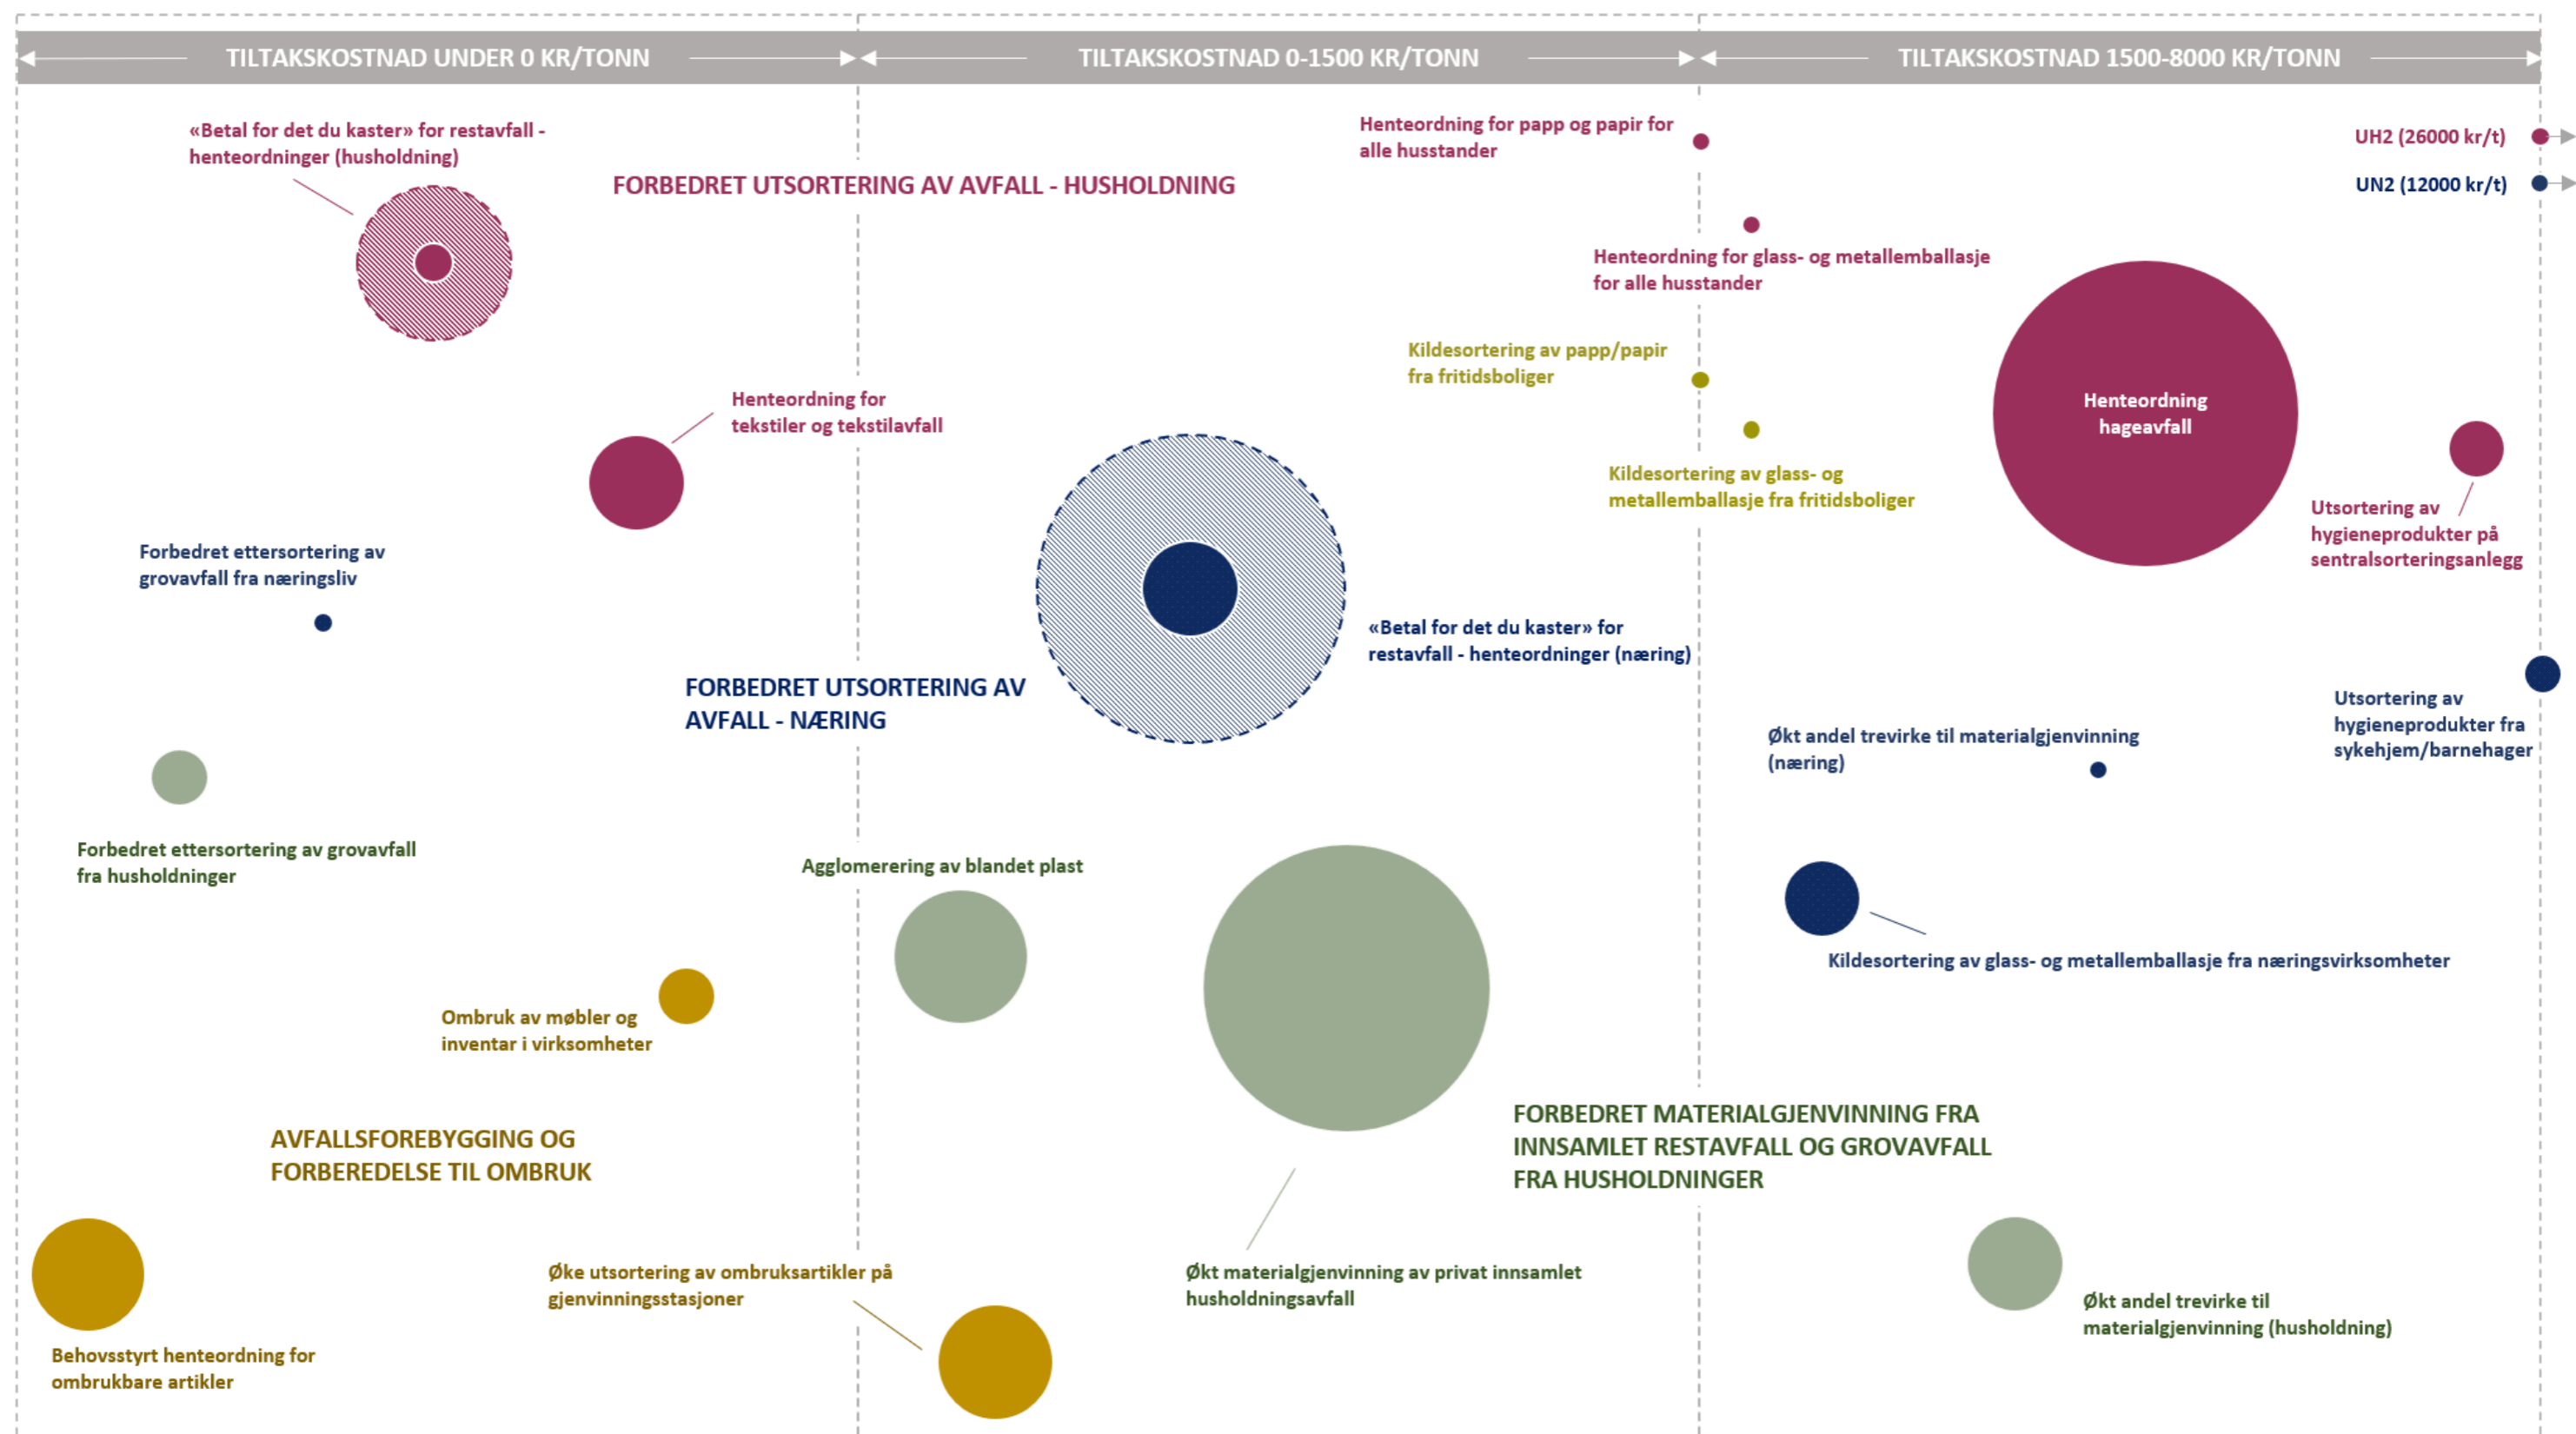 TILTAKSKOSTNAD UNDER 0 KR/TONN
TILTAKSKOSTNAD 0-1500 KR/TONN
TILTAKSKOSTNAD 1500-8000 KR/TONN
«Betal for det du kaster» for restavfall -
henteordninger (husholdning)
FORBEDRET UTSORTERING AV AVFALL - HUSHOLDNING
Henteordning for papp og papir for
alle husstander
UH2 (26000 kr/t)
UN2 (12000 kr/t)
Henteordning for glass- og metallemballasje
for alle husstander
Kildesortering av papp/papir
fra fritidsboliger
Henteordning for
tekstiler og tekstilavfall
Henteordning
hageavfall
Kildesortering av glass- og
metallemballasje fra fritidsboliger
Utsortering av
hygieneprodukter på
sentralsorteringsanlegg
Forbedret ettersortering av
grovavfall fra næringsliv
«Betal for det du kaster» for
restavfall - henteordninger (næring)
FORBEDRET UTSORTERING AV
AVFALL - NÆRING
Utsortering av
hygieneprodukter fra
sykehjem/barnehager
Økt andel trevirke til materialgjenvinning
(næring)
Forbedret ettersortering av grovavfall
fra husholdninger
Agglomerering av blandet plast
Kildesortering av glass- og metallemballasje fra næringsvirksomheter
Ombruk av møbler og
inventar i virksomheter
AVFALLSFOREBYGGING OG
FORBEREDELSE TIL OMBRUK
FORBEDRET MATERIALGJENVINNING FRA
INNSAMLET RESTAVFALL OG GROVAVFALL
FRA HUSHOLDNINGER
Øke utsortering av ombruksartikler på
gjenvinningsstasjoner
Økt materialgjenvinning av privat innsamlet
husholdningsavfall
Økt andel trevirke til
materialgjenvinning (husholdning)
Behovsstyrt henteordning for
ombrukbare artikler